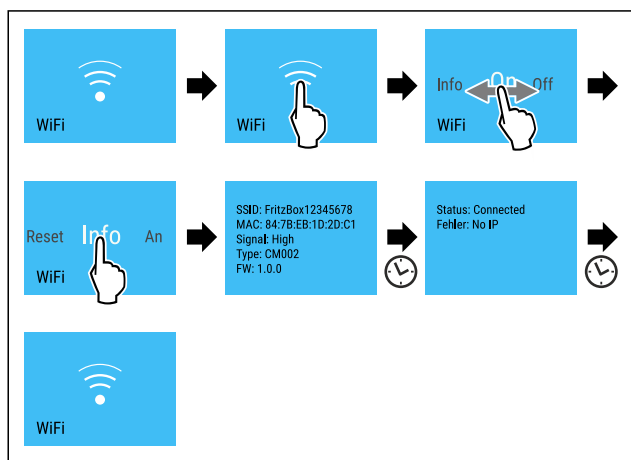 WiFi
WiFi
Info On Off
WiFi
Reset Info An
WiFi
SSID: FritzBox12345678
MAC: 84:7B:EB:1D:2D:C1
Signal: High
Type: CM002
FW: 1.0.0
Status: Connected
Fehler: No IP
WiFi